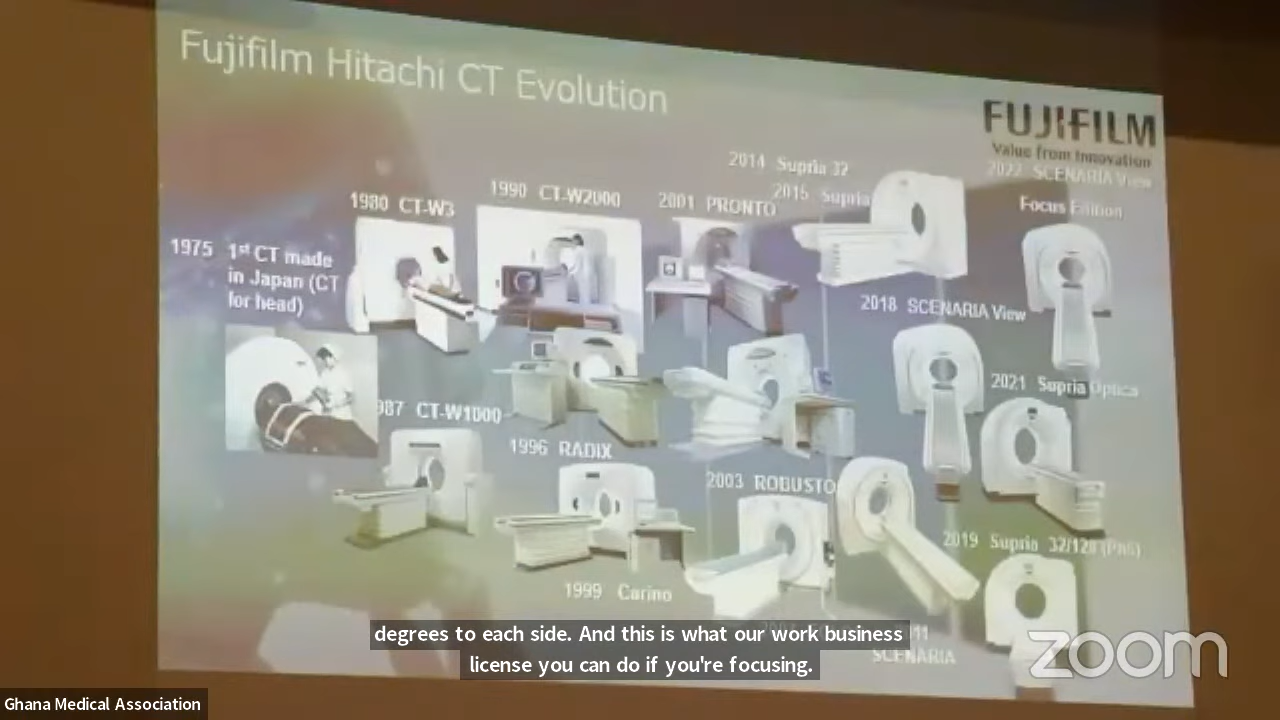 Fujifilm Hitachi CT Evolution
FUJIFILM
Value from Innovation
2014 Supria 32
2022 SCENARIA View
Focus Edition
1990 CT-W2000
2015 Supria
1980 CT-W3
2001 PRONTO
1975 1st CT made
in Japan (CT
for head)
2018 SCENARIA View
2021 Supria Optica
987 CT-W1000
1996 RADIX
2003 ROBUSTO
2019 Supria 32/128
1999 Carino
SCENARIA
degrees to each side. And this is what our work business
license you can do if you're focusing.
zoom
Ghana Medical Association